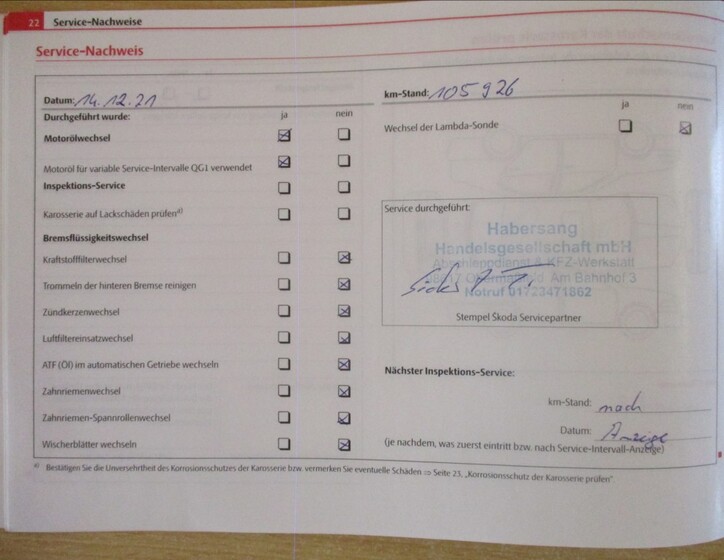 22 Service-Nachweise
Service-Nachweis
Datum: 14.12.21
km-Stand: 105 926
Durchgeführt wurde: ja nein
ja nein
Motorölwechsel
Wechsel der Lambda-Sonde
Motoröl für variable Service-Intervalle QG1 verwendet
Inspektions-Service
Karosserie auf Lackschäden prüfen a)
Bremsflüssigkeitswechsel
Kraftstofffilterwechsel
Trommeln der hinteren Bremse reinigen
Zündkerzenwechsel
Luftfiltereinsatzwechsel
ATF (Öl) im automatischen Getriebe wechseln
Zahnriemenwechsel
Zahnriemen-Spannrollenwechsel
Wischerblätter wechseln
Service durchgeführt:
Habersang
Handelsgesellschaft mbH
Abschleppdienst & KFZ-Werkstatt
Am Bahnhof 3
Notruf 01723471862
Stempel Škoda Servicepartner
Nächster Inspektions-Service:
km-Stand: nach
Datum: Anzeige
(je nachdem, was zuerst eintritt bzw. nach Service-Intervall-Anzeige)
a) Bestätigen Sie die Unversehrtheit des Korrosionsschutzes der Karosserie bzw. vermerken Sie eventuelle Schäden ⇒ Seite 23, „Korrosionsschutz der Karosserie prüfen"